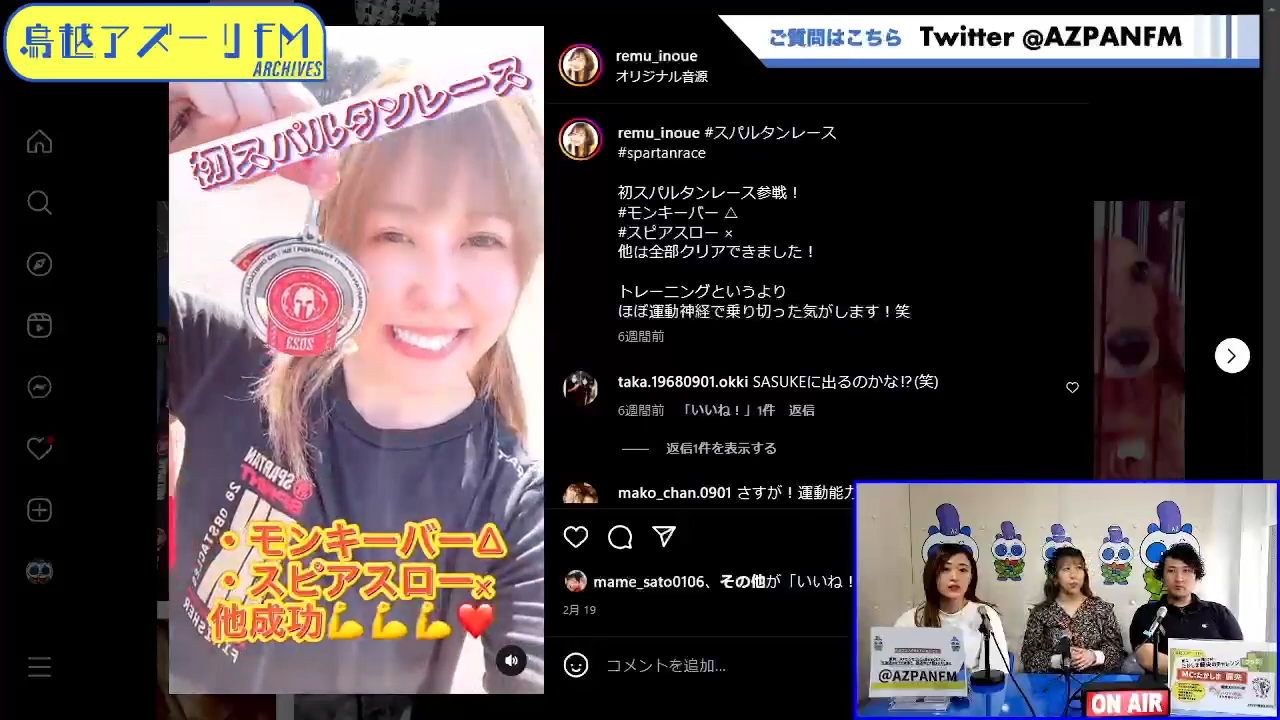 鳥越アズーリFM
ARCHIVES
ご質問はこちら Twitter @AZPANFM
初スパルタンレース
remu_inoue
オリジナル音源
remu_inoue #スパルタンレース
#spartanrace
初スパルタンレース参戦！
#モンキーバー △
#スピアスロー ×
他は全部クリアできました！
トレーニングというより
ほぼ運動神経で乗り切った気がします！笑
6週間前
taka.19680901.okki SASUKEに出るのかな⁉(笑)
6週間前 「いいね！」1件 返信
返信1件を表示する
mako_chan.0901 さすが！運動能力
mame_sato0106、その他が「いいね！
2月 19
コメントを追加...
SPARTAN
・モンキーバー△
・スピアスロー×
他成功💪💪💪❤️
@AZPANFM
ON AIR